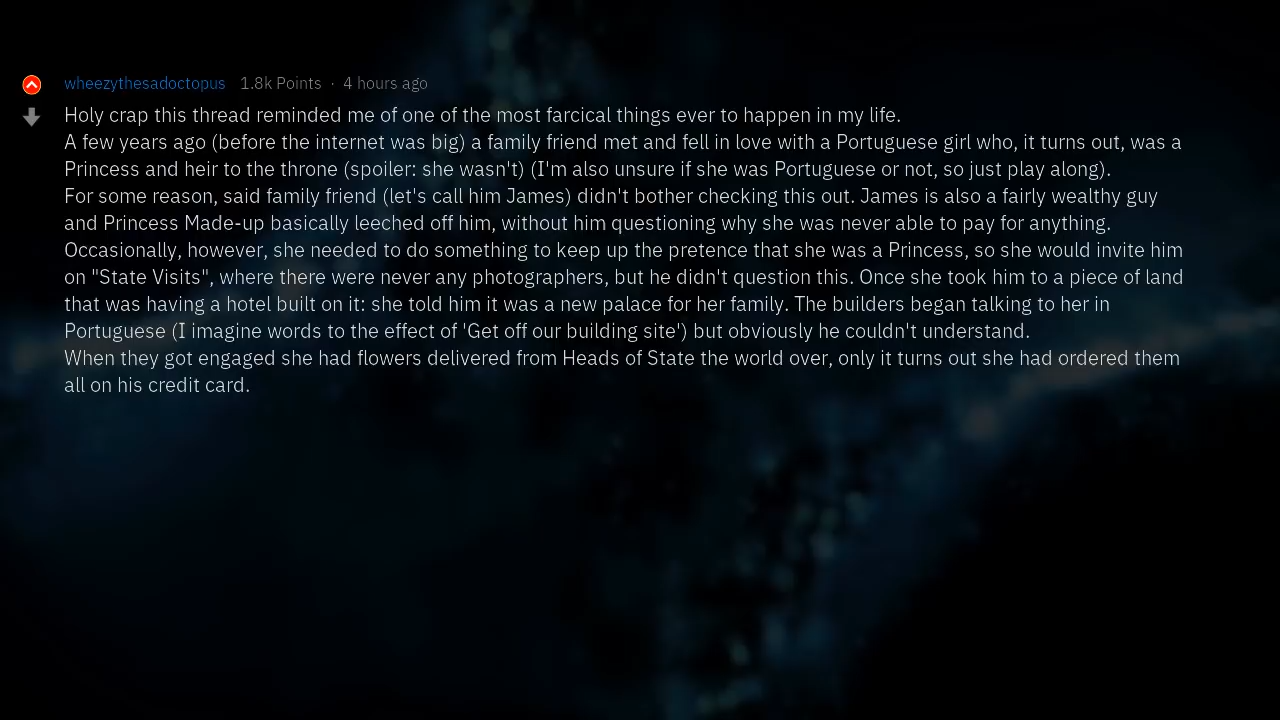 wheezythesadoctopus 1.8k Points · 4 hours ago
Holy crap this thread reminded me of one of the most farcical things ever to happen in my life.
A few years ago (before the internet was big) a family friend met and fell in love with a Portuguese girl who, it turns out, was a
Princess and heir to the throne (spoiler: she wasn't) (I'm also unsure if she was Portuguese or not, so just play along).
For some reason, said family friend (let's call him James) didn't bother checking this out. James is also a fairly wealthy guy
and Princess Made-up basically leeched off him, without him questioning why she was never able to pay for anything.
Occasionally, however, she needed to do something to keep up the pretence that she was a Princess, so she would invite him
on "State Visits", where there were never any photographers, but he didn't question this. Once she took him to a piece of land
that was having a hotel built on it: she told him it was a new palace for her family. The builders began talking to her in
Portuguese (I imagine words to the effect of 'Get off our building site') but obviously he couldn't understand.
When they got engaged she had flowers delivered from Heads of State the world over, only it turns out she had ordered them
all on his credit card.